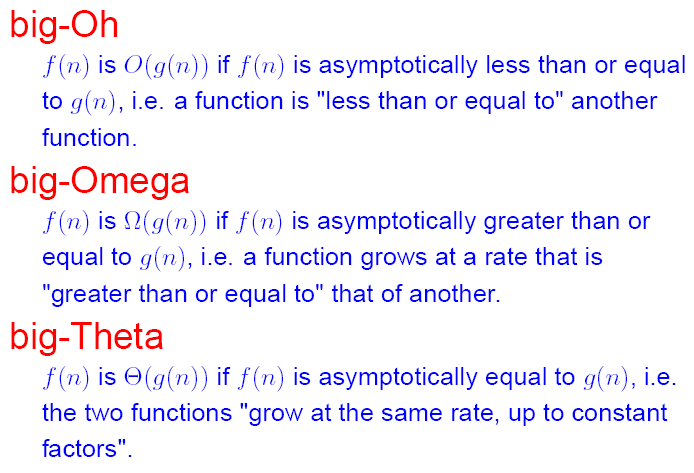 big-Oh
f(n) is O(g(n)) if f(n) is asymptotically less than or equal
to g(n), i.e. a function is "less than or equal to" another
function.
big-Omega
f(n) is Ω(g(n)) if f(n) is asymptotically greater than or
equal to g(n), i.e. a function grows at a rate that is
"greater than or equal to" that of another.
big-Theta
f(n) is Θ(g(n)) if f(n) is asymptotically equal to g(n), i.e.
the two functions "grow at the same rate, up to constant
factors".